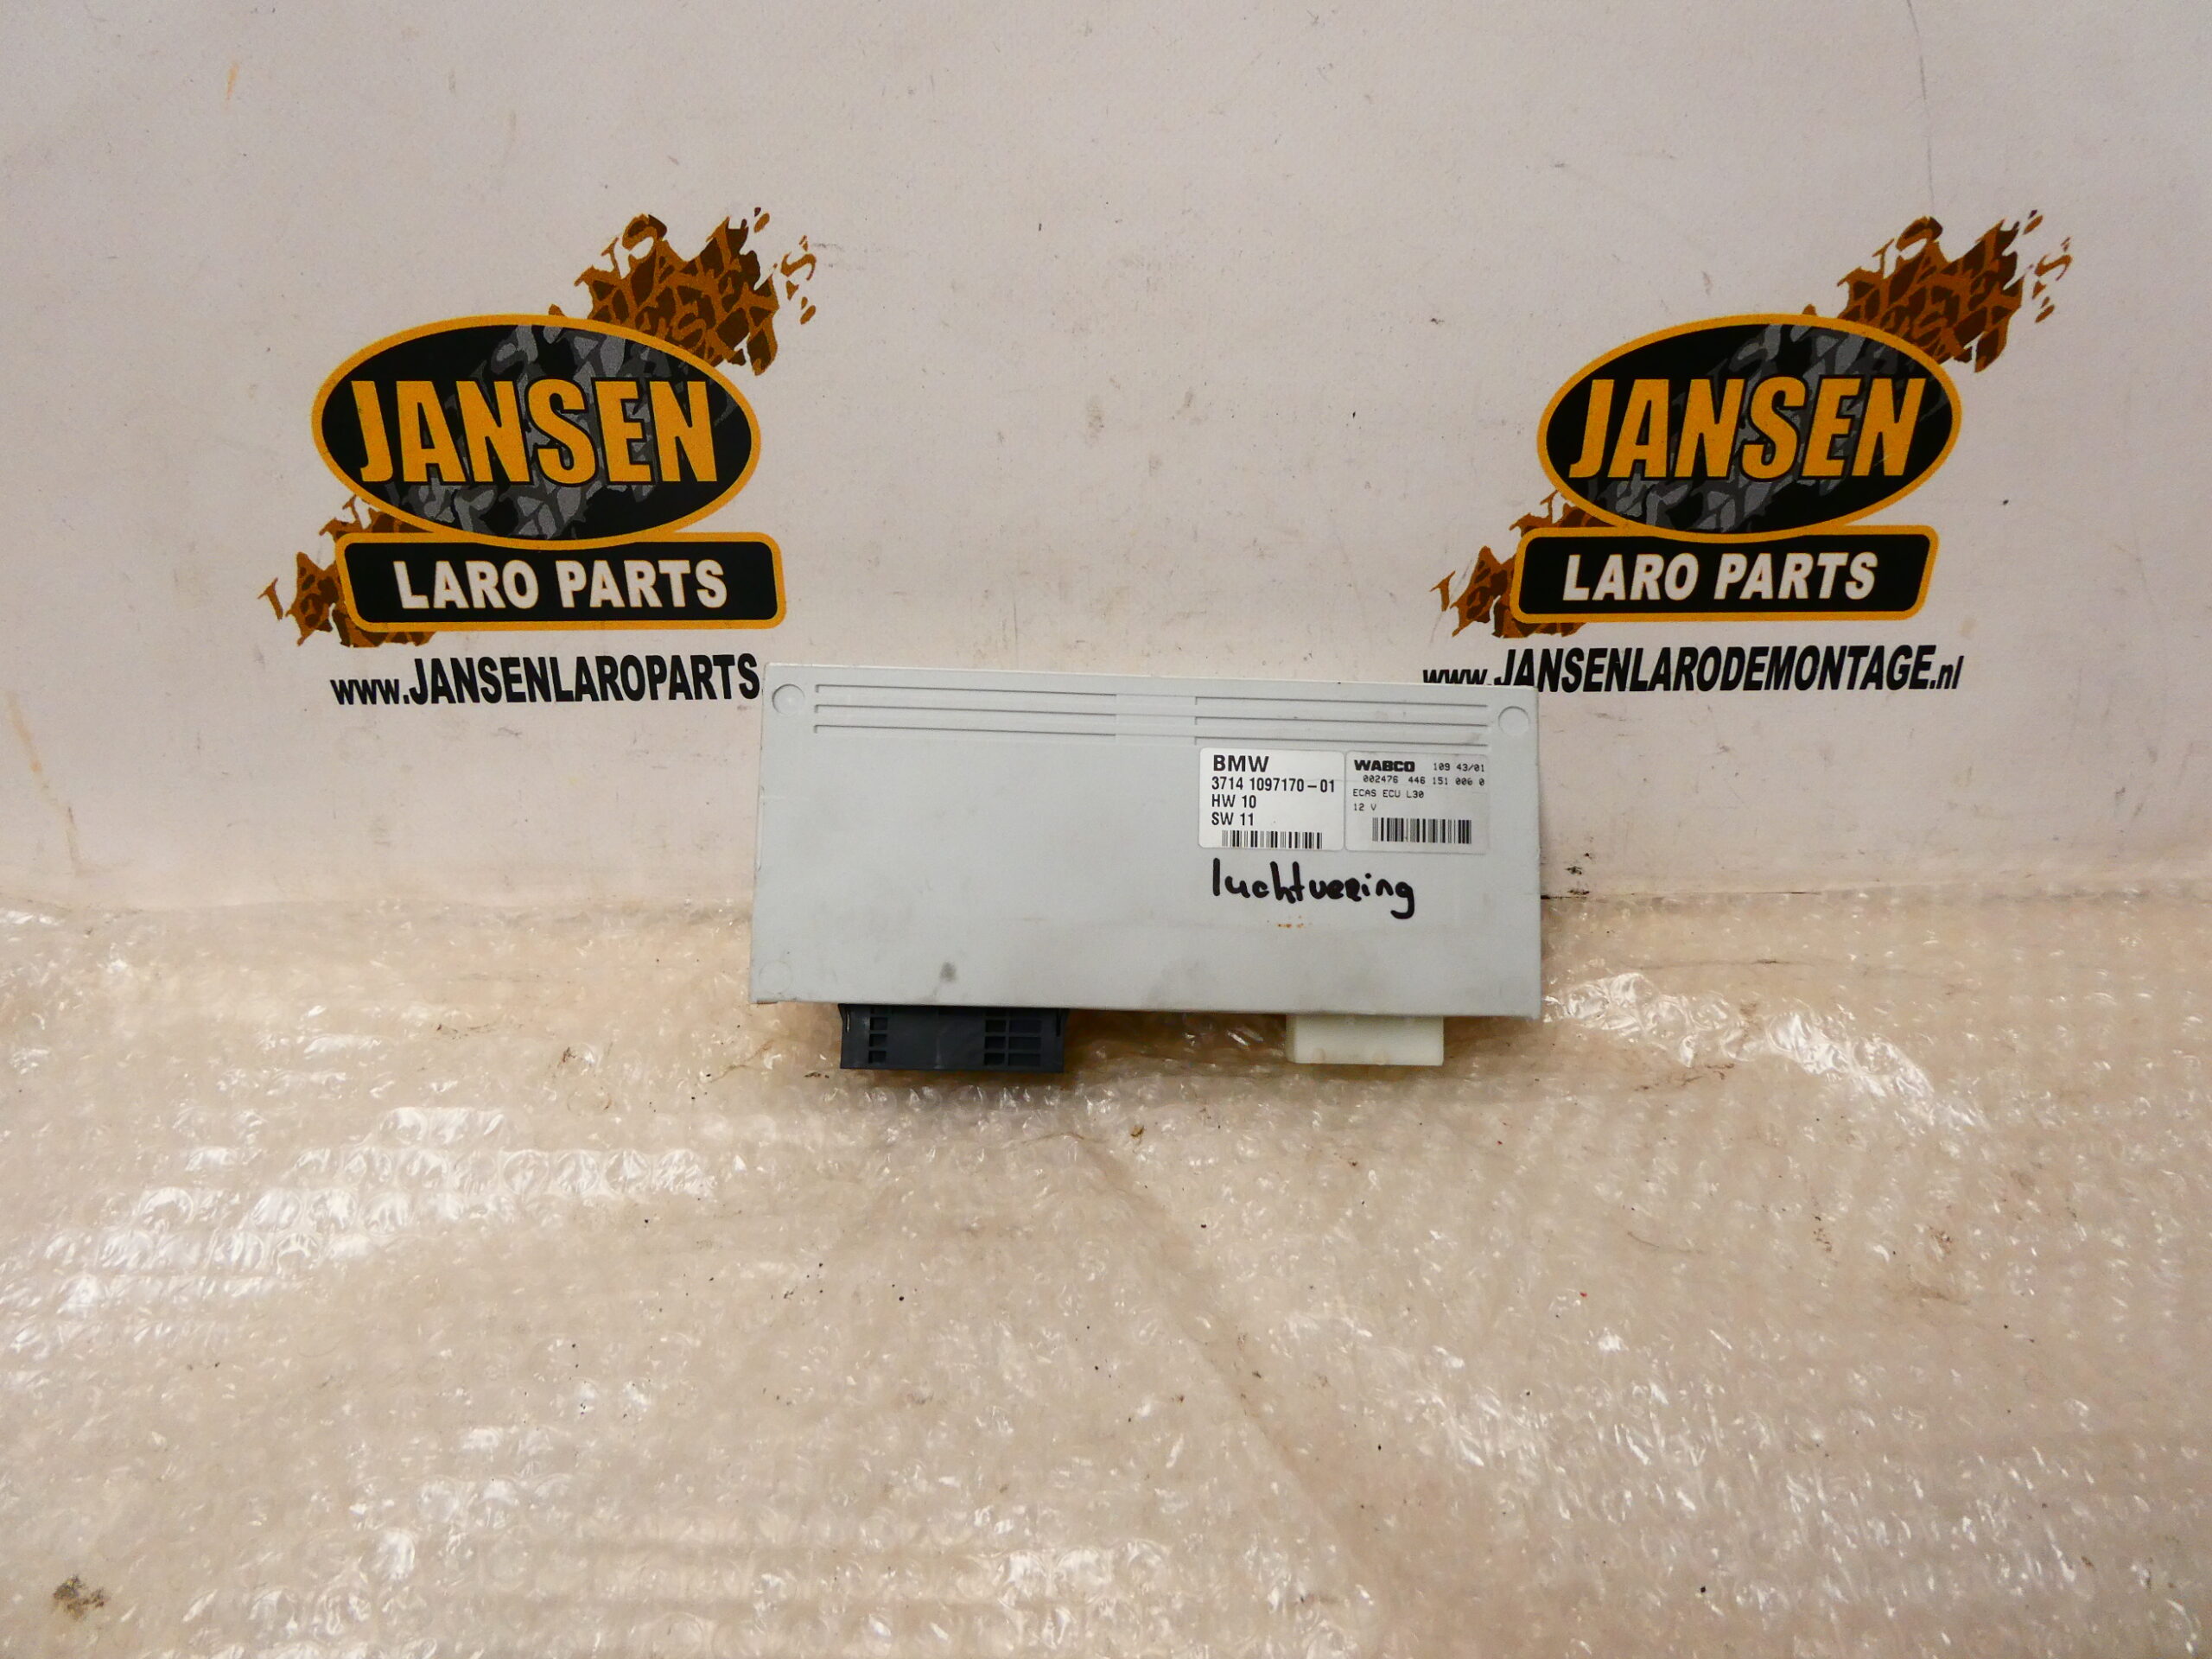 JANSEN
LARO PARTS
www.JANSENLAROPARTS
JANSEN
LARO PARTS
www.JANSENLARODEMONTAGE.nl
BMW
3714 1097170-01
HW 10
SW 11
WABCO 109 43/01
002476 446 151 006 0
ECAS ECU L30
12 V
luchtvering